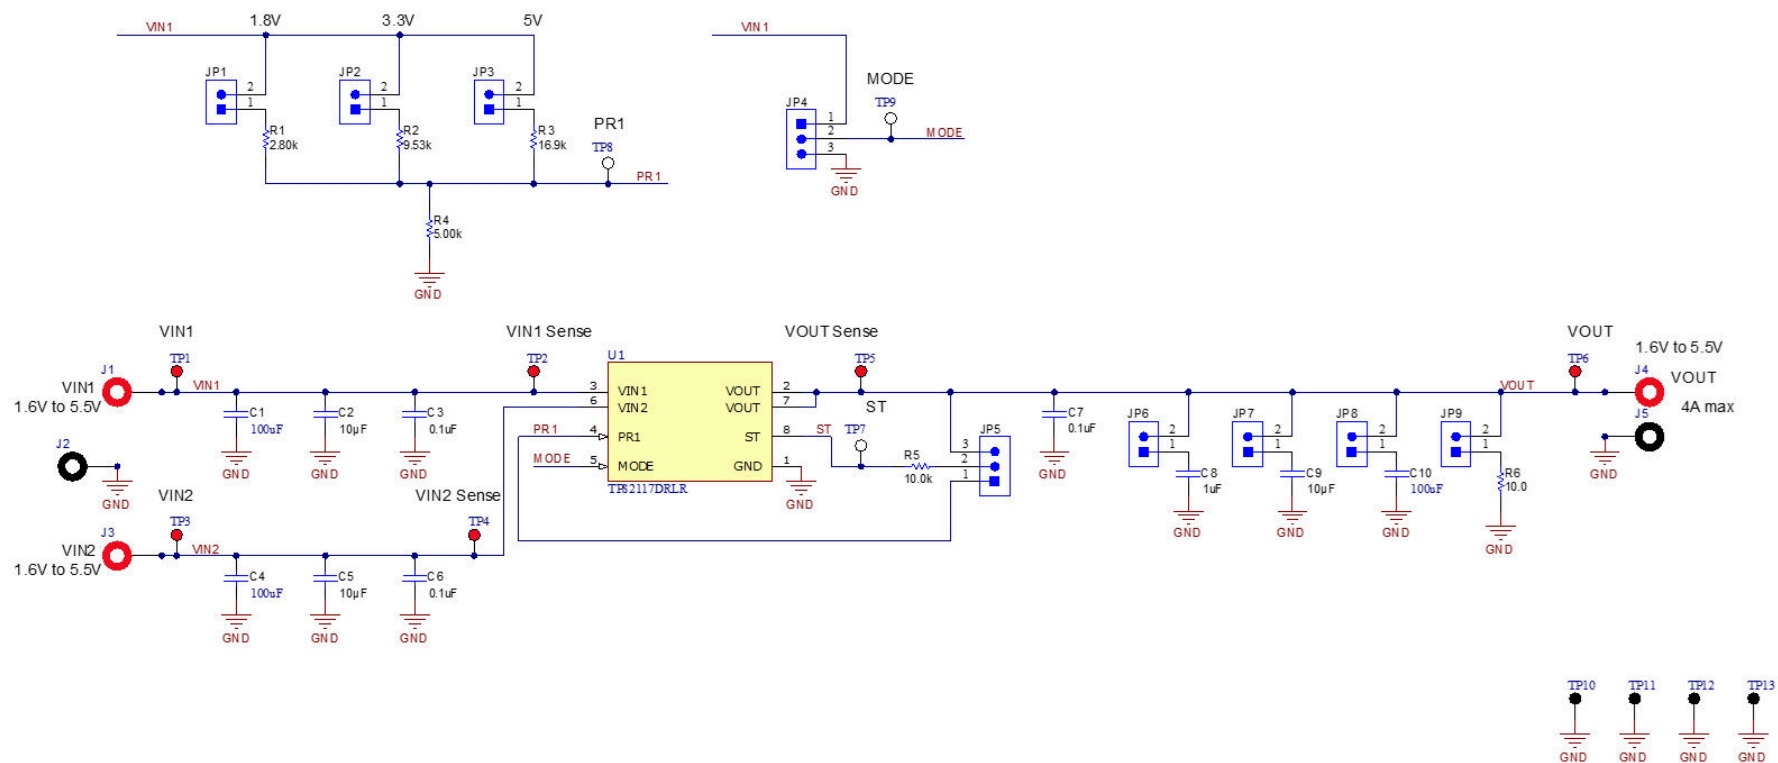 1.8V 3.3V 5V
VIN1
JP1 2 1
R1
2.80k
JP2 2 1
R2
9.53k
JP3 2 1
R3
16.9k
PR1
TP8
PR1
R4
5.00k
GND
VIN1
JP4 1 2 3
MODE
TP9
MODE
GND
VIN1
TP1
J1
VIN1
1.6V to 5.5V
VIN1
C1
100uF
GND
C2
10µF
GND
C3
0.1uF
GND
VIN1 Sense
TP2
J2
GND
VIN2
TP3
J3
VIN2
1.6V to 5.5V
VIN2
C4
100uF
GND
C5
10µF
GND
C6
0.1uF
GND
VIN2 Sense
TP4
U1
3 VIN1 VOUT 2
6 VIN2 VOUT 7
PR1 4 PR1 ST 8 ST
MODE 5 MODE GND 1
TPS2117DRLR
GND
VOUT Sense
TP5
ST
TP7
R5
10.0k
JP5
3
2
1
C7
0.1uF
GND
JP6 2 1
C8
1uF
GND
JP7 2 1
C9
10µF
GND
JP8 2 1
C10
100uF
GND
JP9 2 1
R6
10.0
GND
VOUT
TP6
VOUT
1.6V to 5.5V
J4
VOUT
4A max
J5
GND
TP10 TP11 TP12 TP13
GND GND GND GND